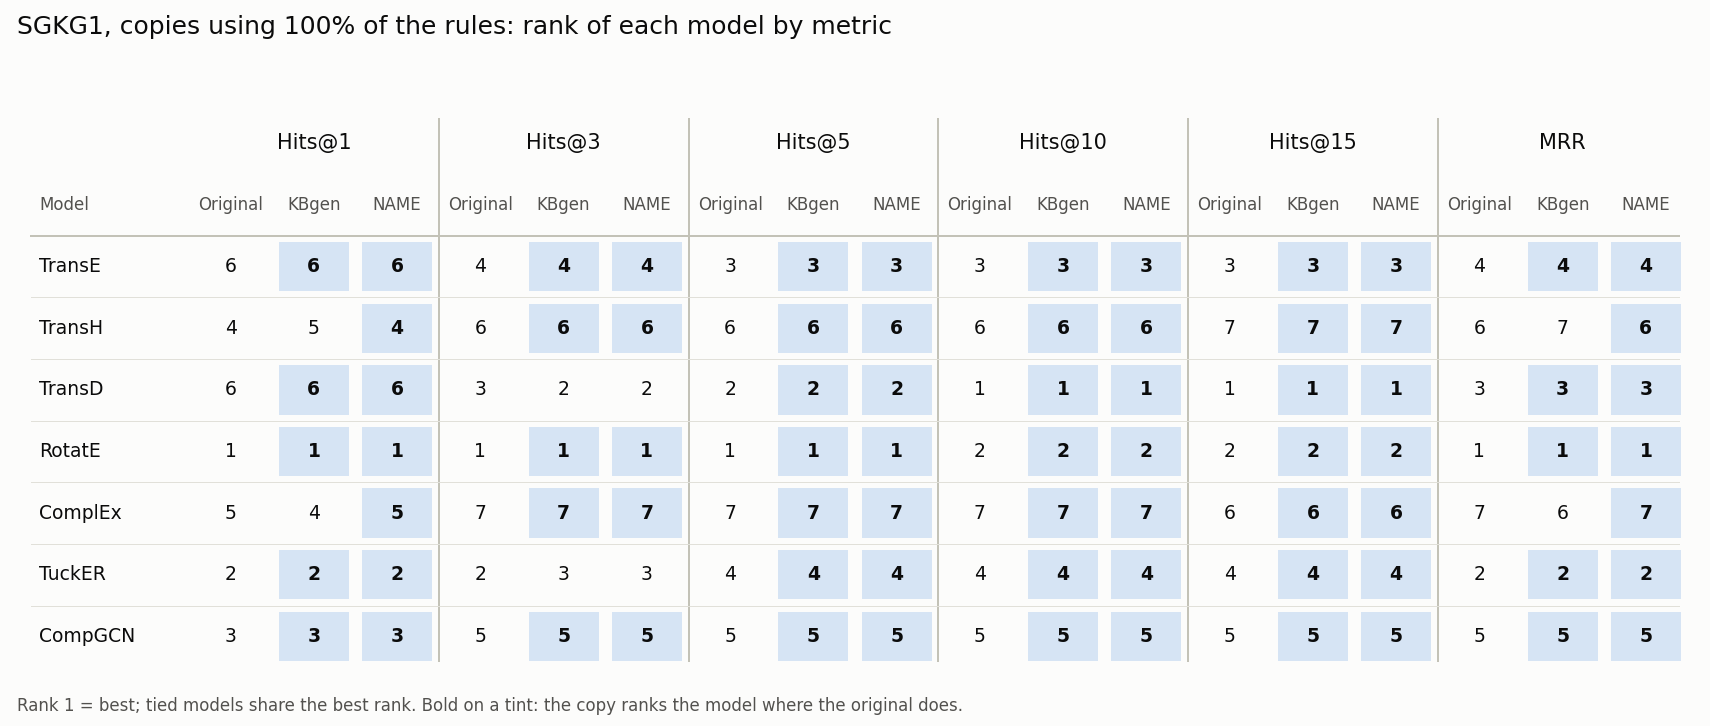 SGKG1, copies using 100% of the rules: rank of each model by metric
Hits@1 Hits@3 Hits@5 Hits@10 Hits@15 MRR
Model Original KBgen NAME Original KBgen NAME Original KBgen NAME Original KBgen NAME Original KBgen NAME Original KBgen NAME
TransE 6 6 6 4 4 4 3 3 3 3 3 3 3 3 3 4 4 4
TransH 4 5 4 6 6 6 6 6 6 6 6 6 7 7 7 6 7 6
TransD 6 6 6 3 2 2 2 2 2 1 1 1 1 1 1 3 3 3
RotatE 1 1 1 1 1 1 1 1 1 2 2 2 2 2 2 1 1 1
ComplEx 5 4 5 7 7 7 7 7 7 7 7 7 6 6 6 7 6 7
TuckER 2 2 2 2 3 3 4 4 4 4 4 4 4 4 4 2 2 2
CompGCN 3 3 3 5 5 5 5 5 5 5 5 5 5 5 5 5 5 5
Rank 1 = best; tied models share the best rank. Bold on a tint: the copy ranks the model where the original does.